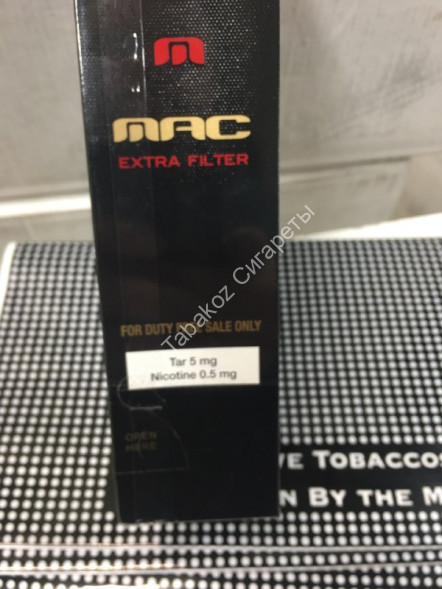 MAC
EXTRA FILTER
FOR DUTY FREE SALE ONLY
Tar 5 mg
Nicotine 0.5 mg
OPEN
HERE
VE TOBACCOS
N BY THE M
Tabakoz Сигареты